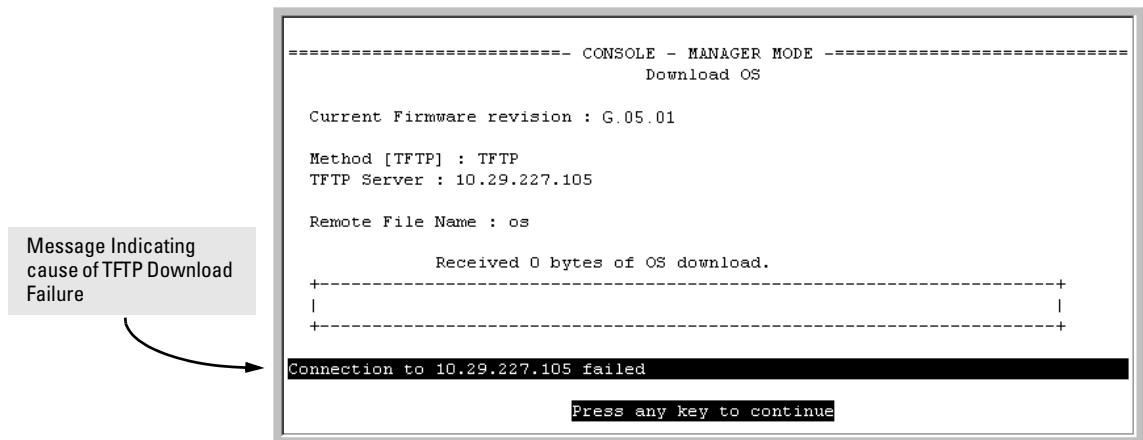 ===========================- CONSOLE - MANAGER MODE -============================
Download OS
Current Firmware revision : G.05.01
Method [TFTP] : TFTP
TFTP Server : 10.29.227.105
Remote File Name : os
Received 0 bytes of OS download.
Message Indicating
cause of TFTP Download
Failure
Connection to 10.29.227.105 failed
Press any key to continue